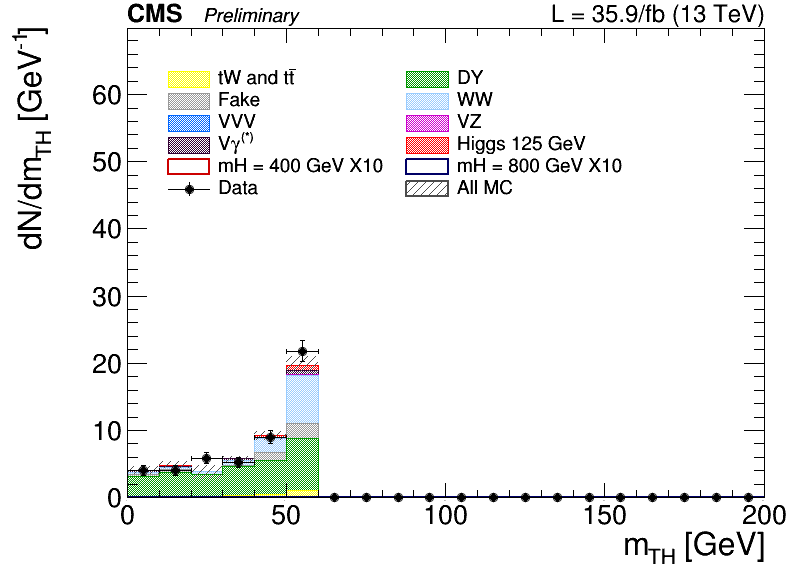 CMS Preliminary L = 35.9/fb (13 TeV)
dN/dm_TH [GeV⁻¹]
tW and tt̄ DY
Fake WW
VVV VZ
Vγ⁽*⁾ Higgs 125 GeV
mH = 400 GeV X10 mH = 800 GeV X10
Data All MC
60
50
40
30
20
10
0
0 50 100 150 200
m_TH [GeV]